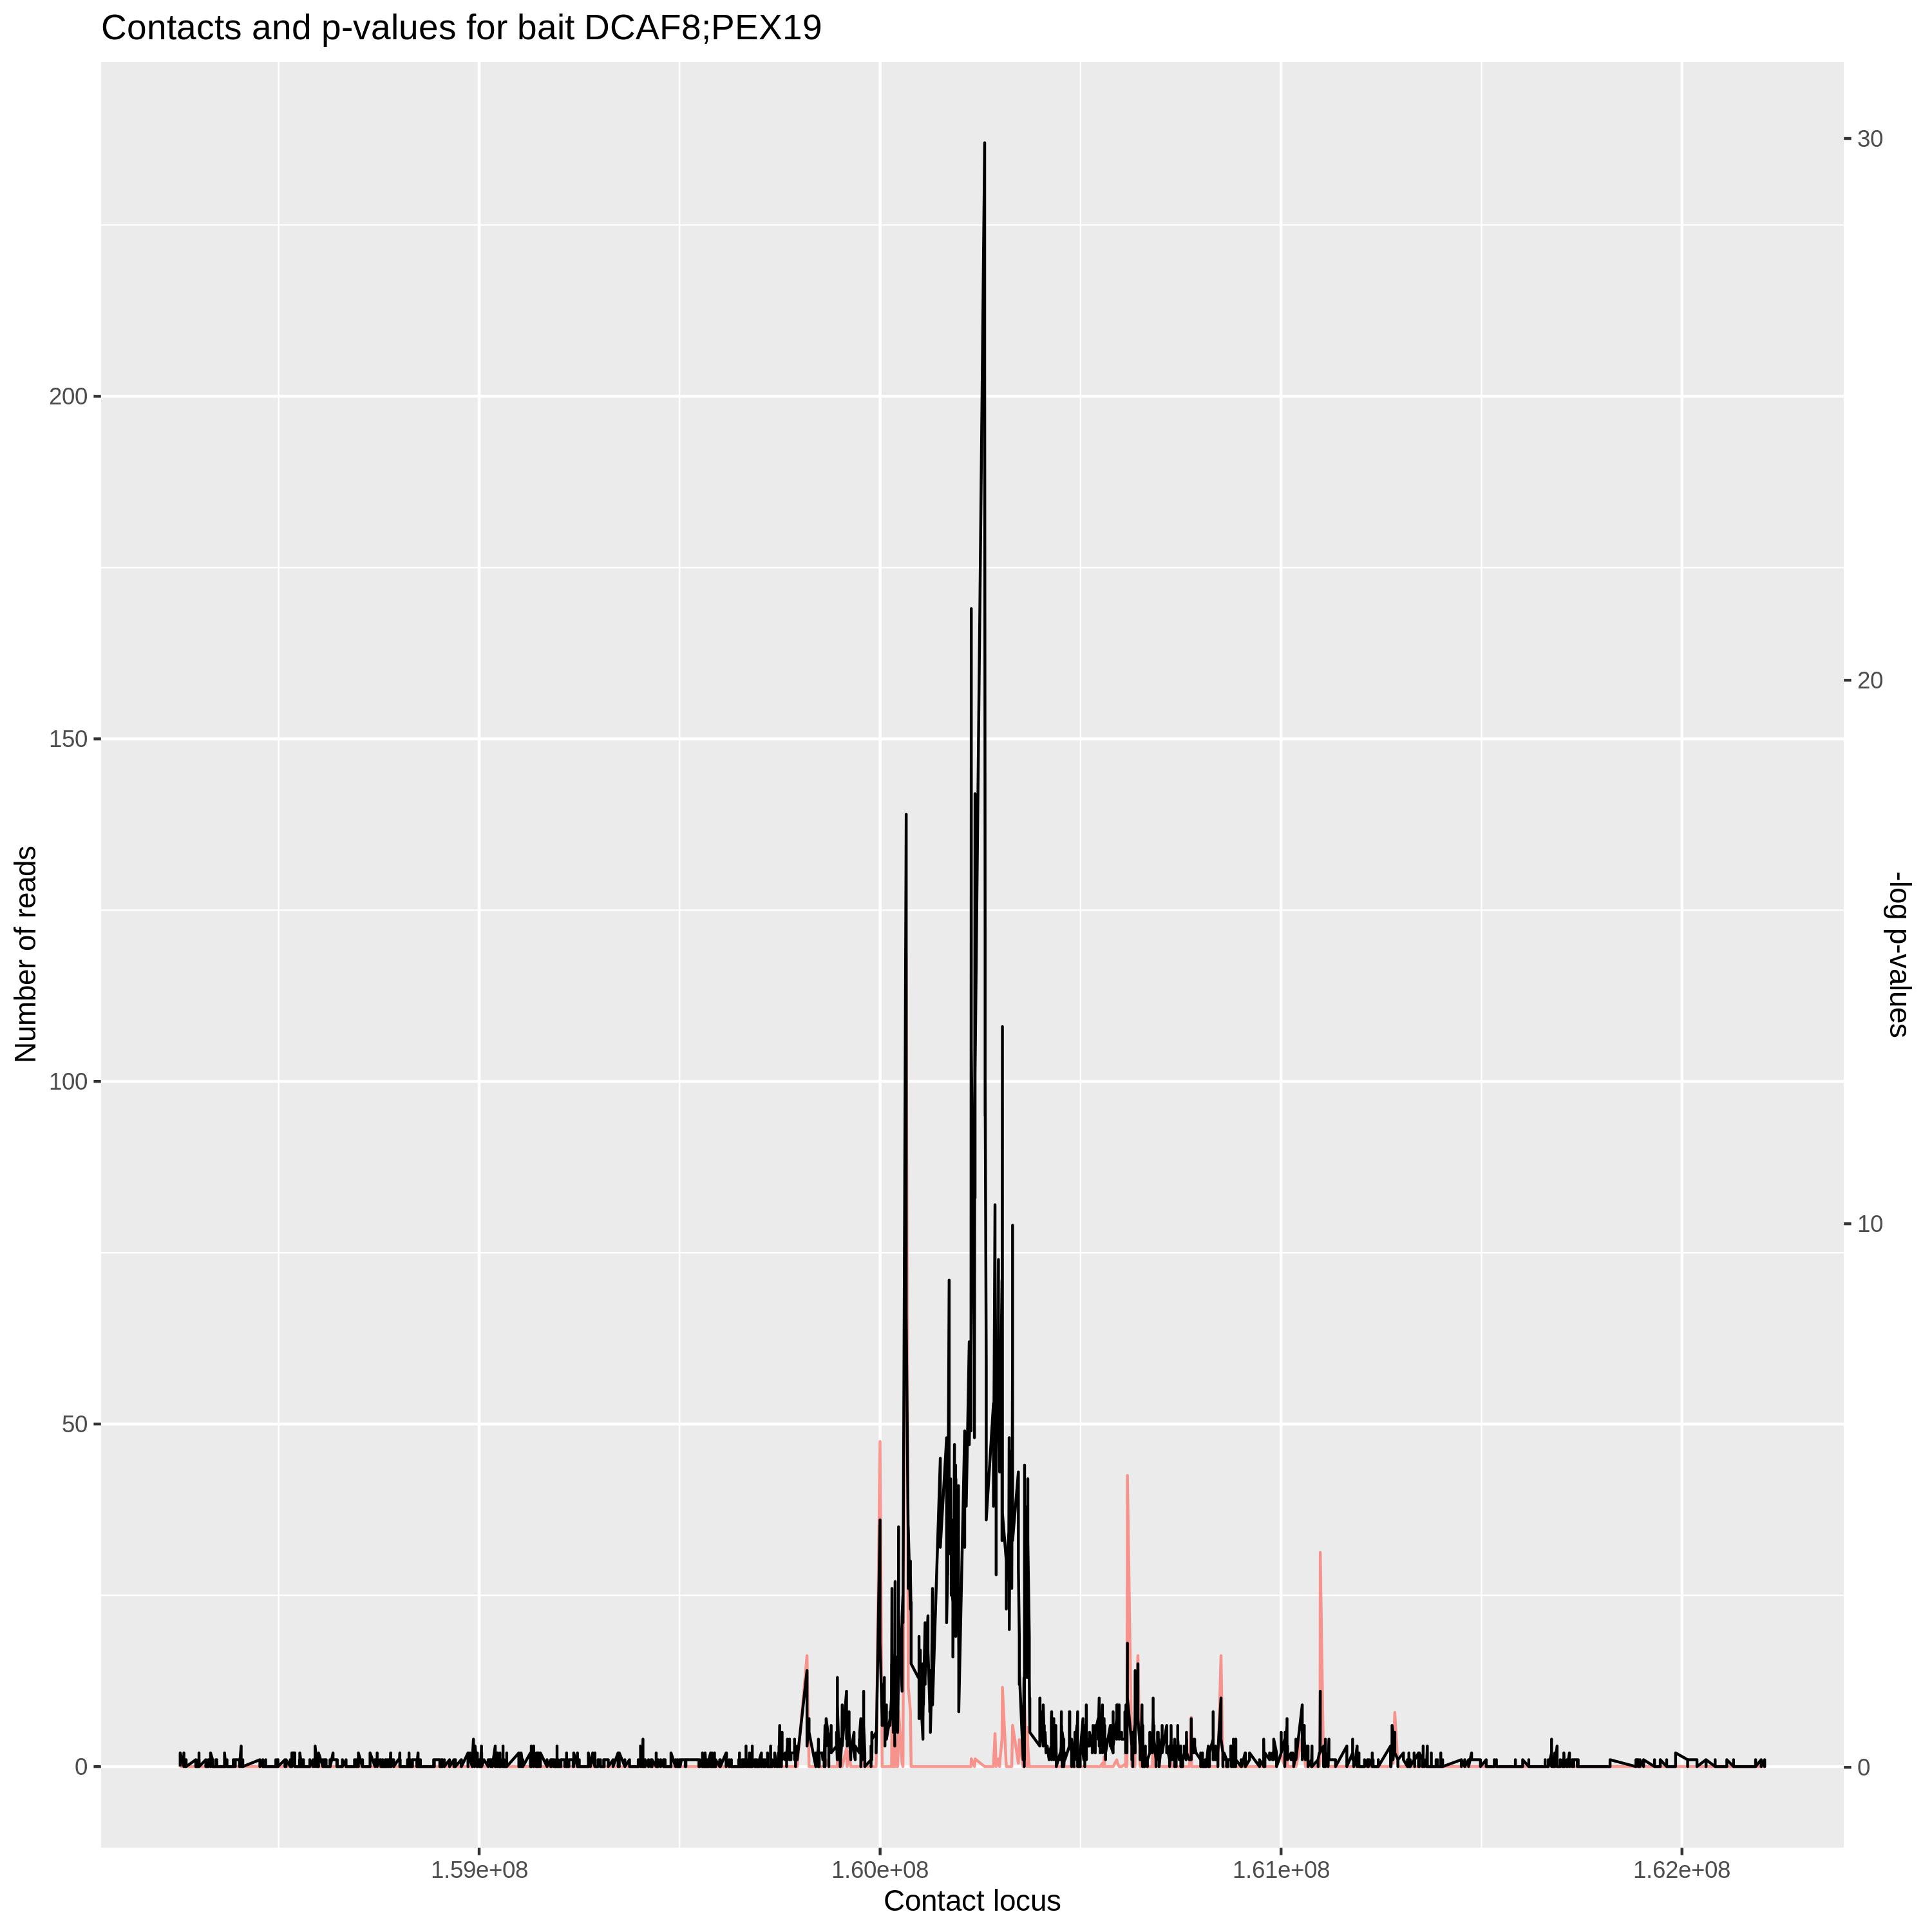 Contacts and p-values for bait DCAF8;PEX19
Number of reads
200
150
100
50
0
30
20
10
0
-log p-values
1.59e+08 1.60e+08 1.61e+08 1.62e+08
Contact locus